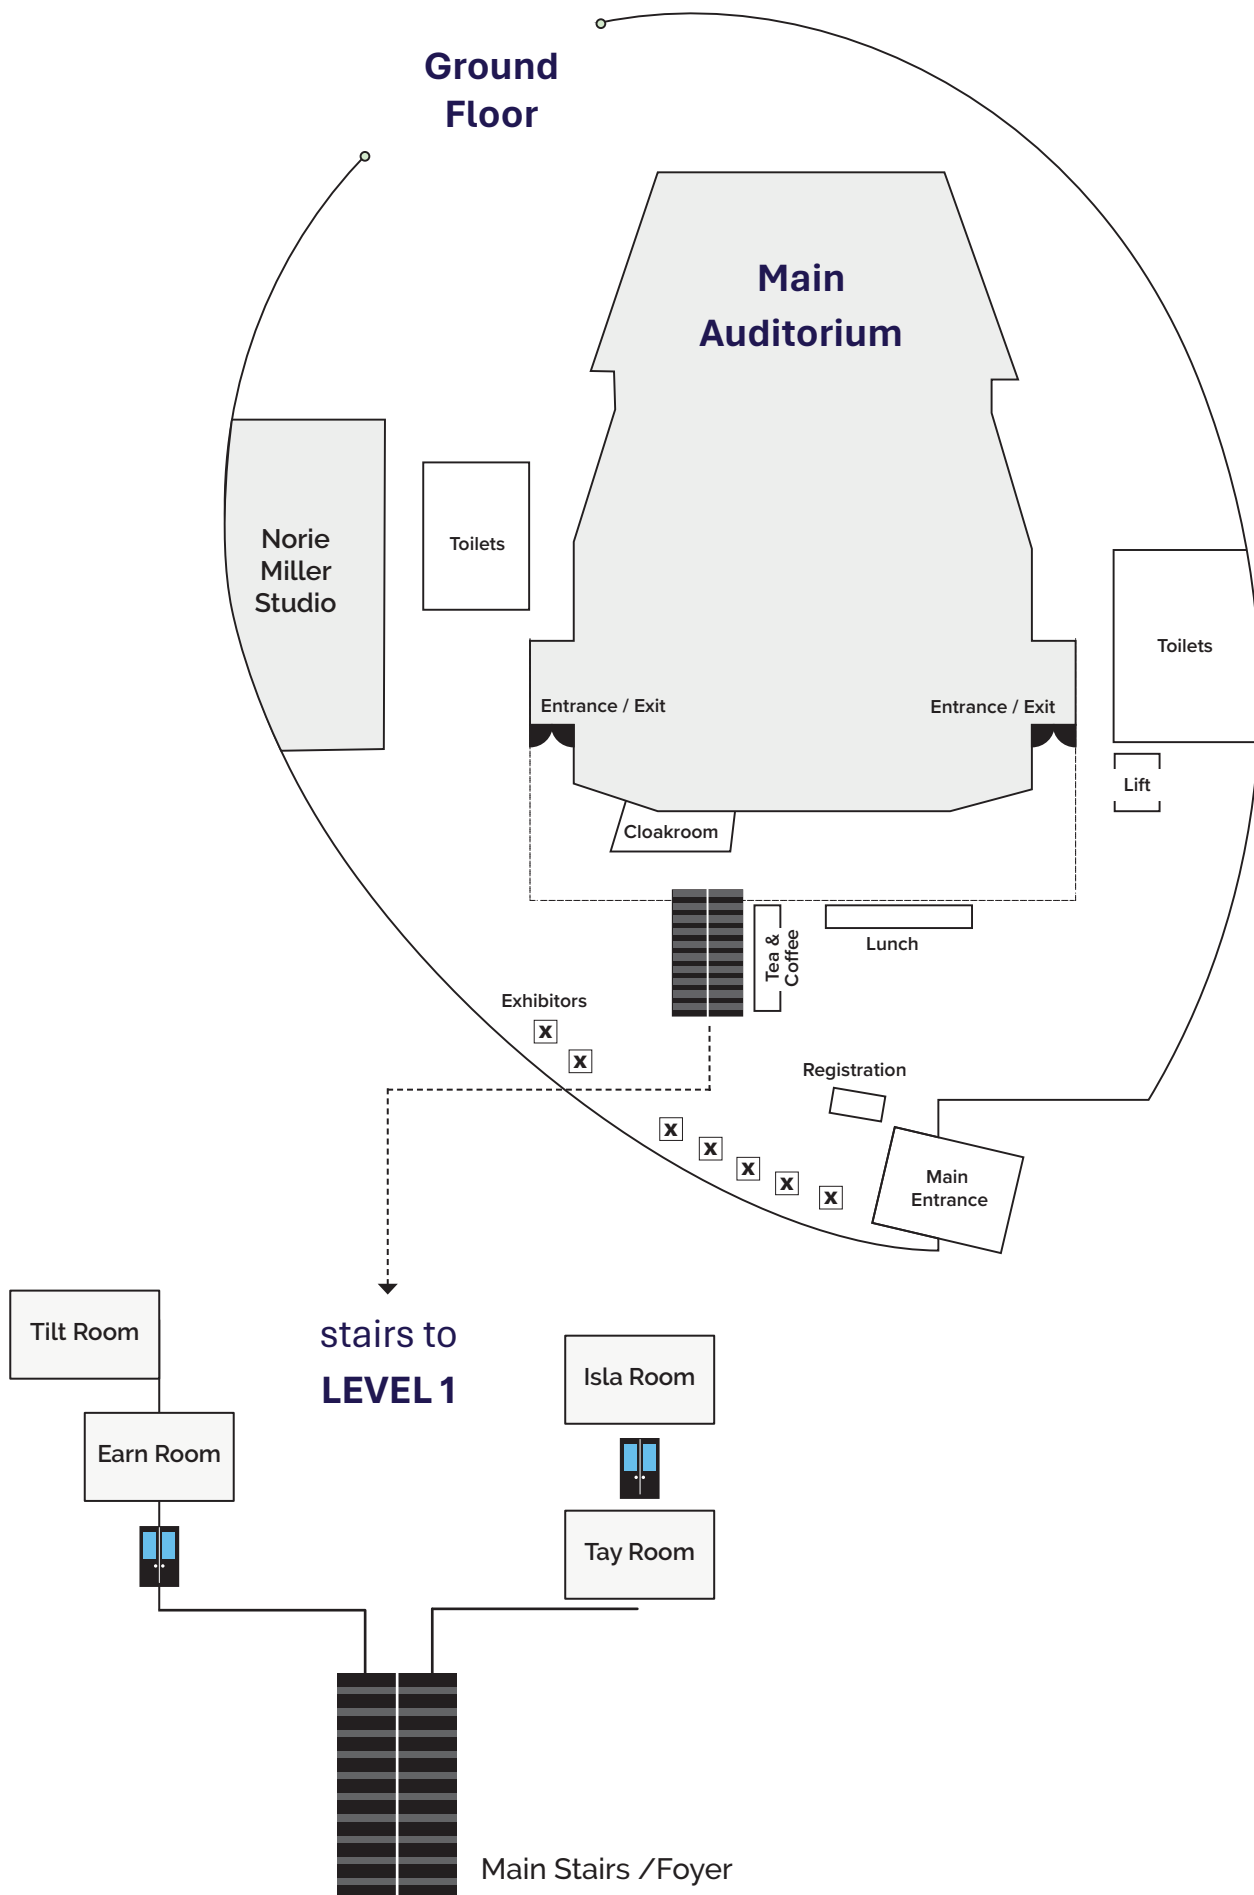 Ground
Floor
Main
Auditorium
Norie
Miller
Studio
Toilets
Toilets
Entrance / Exit
Entrance / Exit
Lift
Cloakroom
Tea &
Coffee
Lunch
Exhibitors
X
X
Registration
X
X
X
X
X
Main
Entrance
stairs to
LEVEL 1
Tilt Room
Isla Room
Earn Room
Tay Room
Main Stairs /Foyer